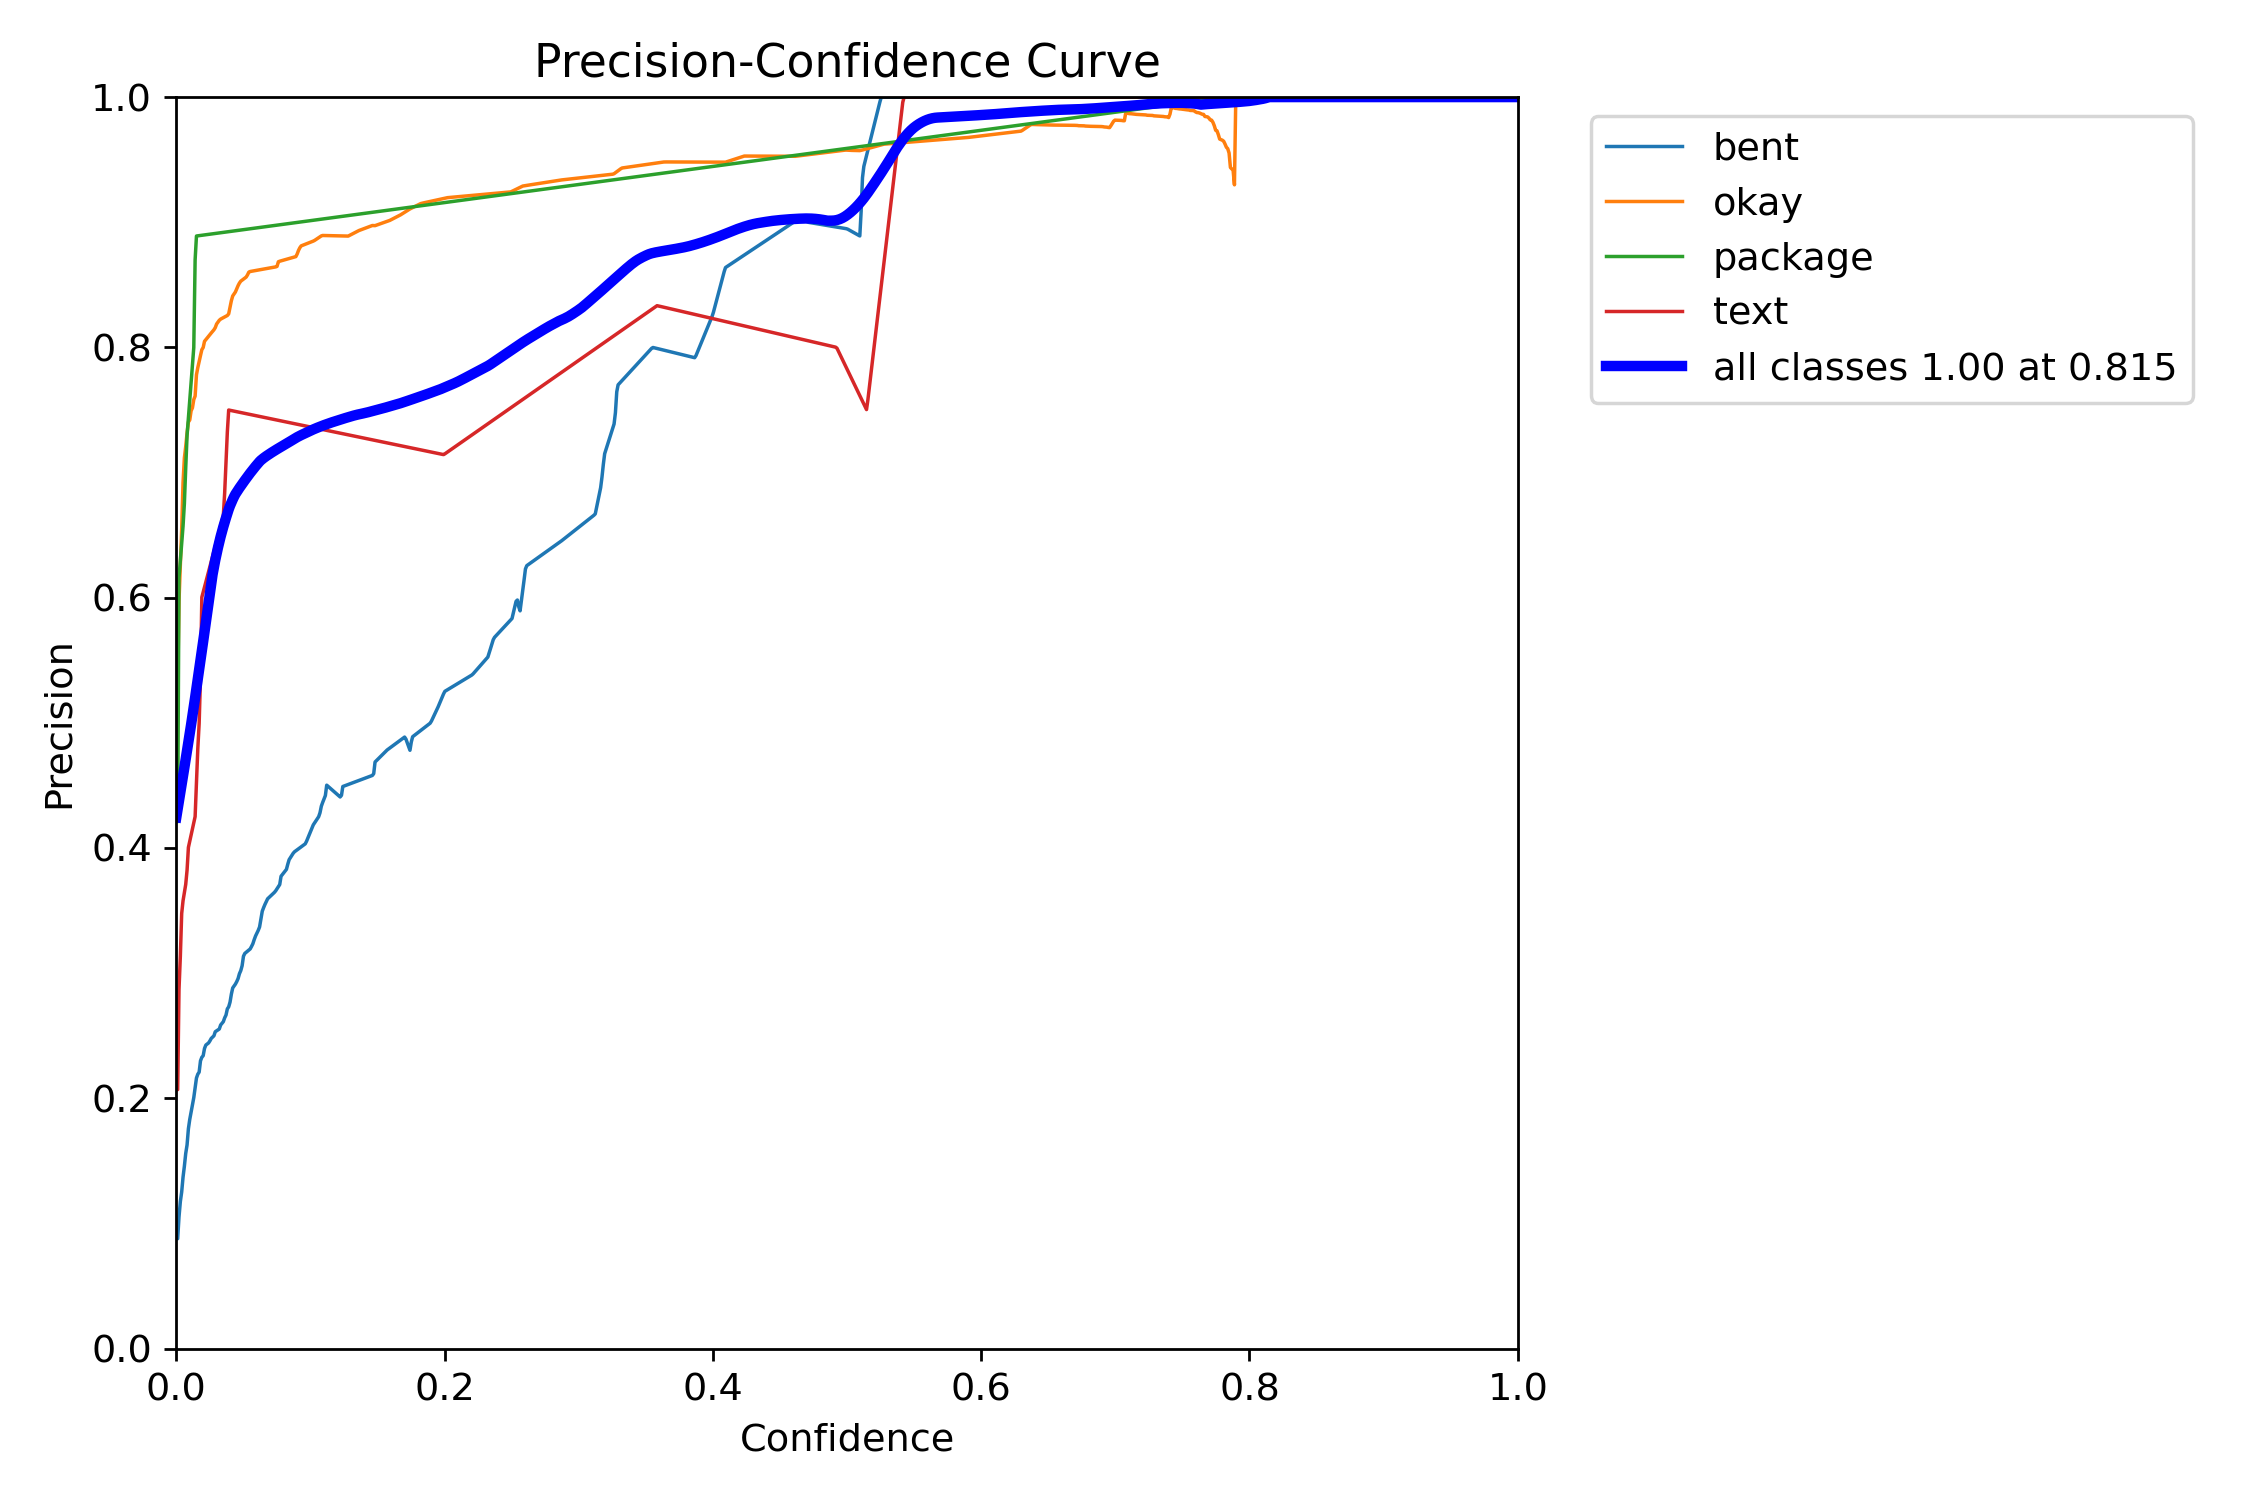 Precision-Confidence Curve
1.0
0.8
0.6
0.4
0.2
0.0
Precision
0.0 0.2 0.4 0.6 0.8 1.0
Confidence
bent
okay
package
text
all classes 1.00 at 0.815